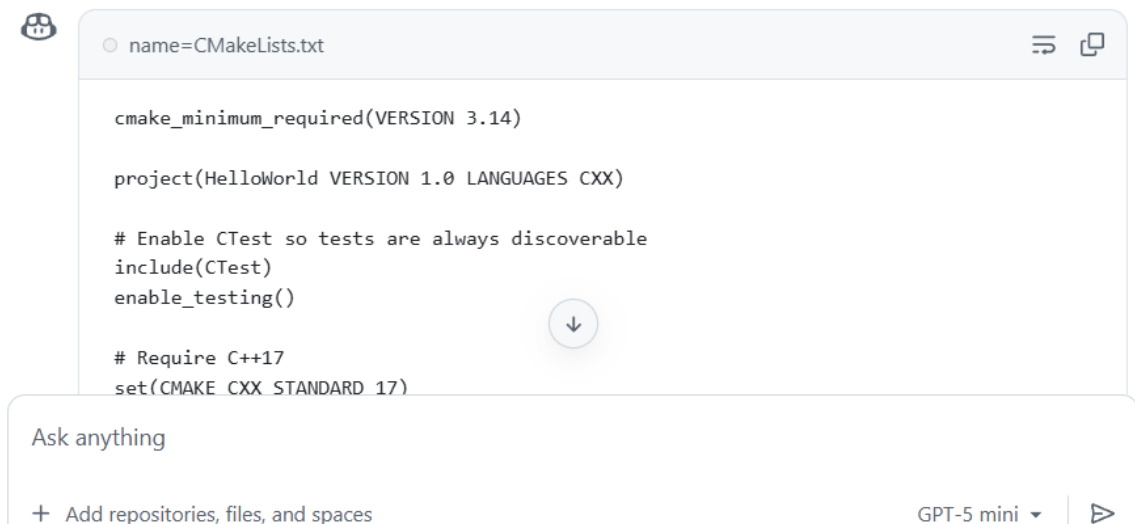 name=CMakeLists.txt
cmake_minimum_required(VERSION 3.14)
project(HelloWorld VERSION 1.0 LANGUAGES CXX)
# Enable CTest so tests are always discoverable
include(CTest)
enable_testing()
# Require C++17
set(CMAKE_CXX_STANDARD 17)
Ask anything
+ Add repositories, files, and spaces
GPT-5 mini